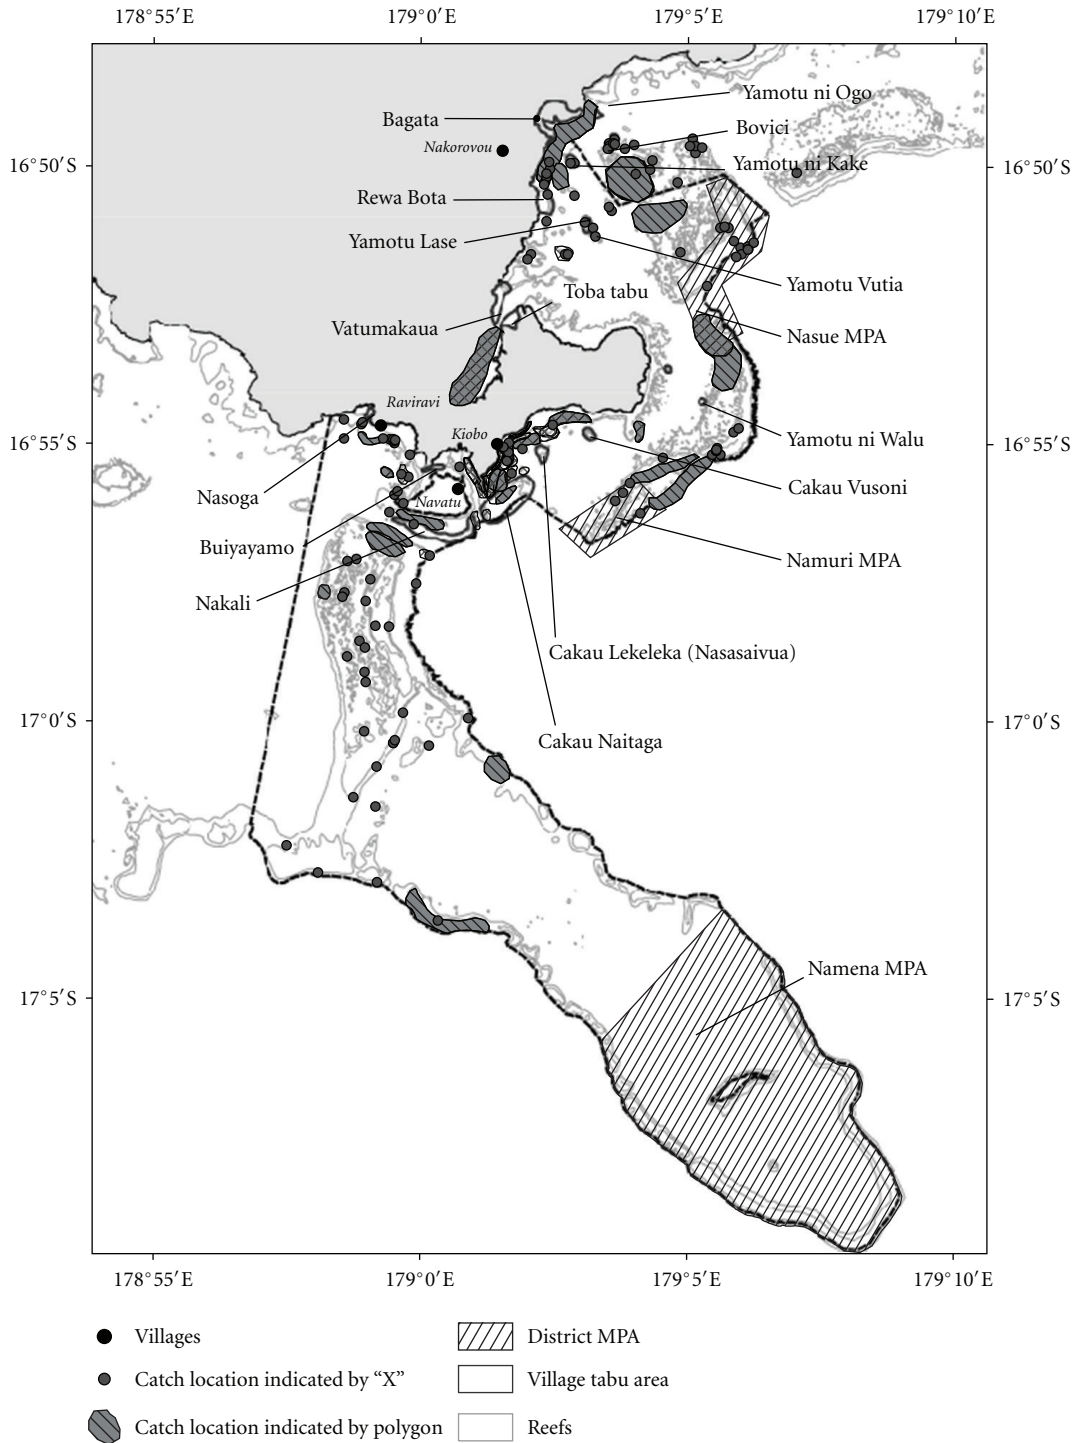 178°55′E 179°0′E 179°5′E 179°10′E
Yamotu ni Ogo
Bagata
Bovici
Nakorovou
16°50′S
Yamotu ni Kake
16°50′S
Rewa Bota
Yamotu Lase
Yamotu Vutia
Toba tabu
Vatumakaua
Nasue MPA
Raviravi
Kiobo
16°55′S
Yamotu ni Walu
16°55′S
Nasoga
Navatu
Cakau Vusoni
Buiyayamo
Namuri MPA
Nakali
Cakau Lekeleka (Nasasaivua)
17°0′S
17°0′S
Cakau Naitaga
Namena MPA
17°5′S
17°5′S
178°55′E 179°0′E 179°5′E 179°10′E
Villages
District MPA
Catch location indicated by “X”
Village tabu area
Catch location indicated by polygon
Reefs